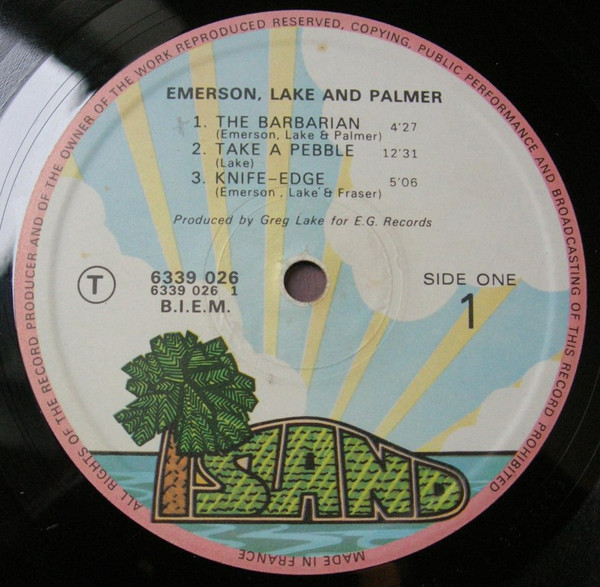 ALL RIGHTS OF THE RECORD PRODUCER AND OF THE OWNER OF THE WORK REPRODUCED RESERVED, COPYING, PUBLIC PERFORMANCE AND BROADCASTING OF THIS RECORD PROHIBITED
EMERSON, LAKE AND PALMER
1. THE BARBARIAN 4'27
(Emerson, Lake & Palmer)
2. TAKE A PEBBLE 12'31
(Lake)
3. KNIFE-EDGE 5'06
(Emerson , Lake & Fraser)
Produced by Greg Lake for E.G. Records
T
6339 026
6339 026 1
B.I.E.M.
SIDE ONE
1
ISLAND
MADE IN FRANCE